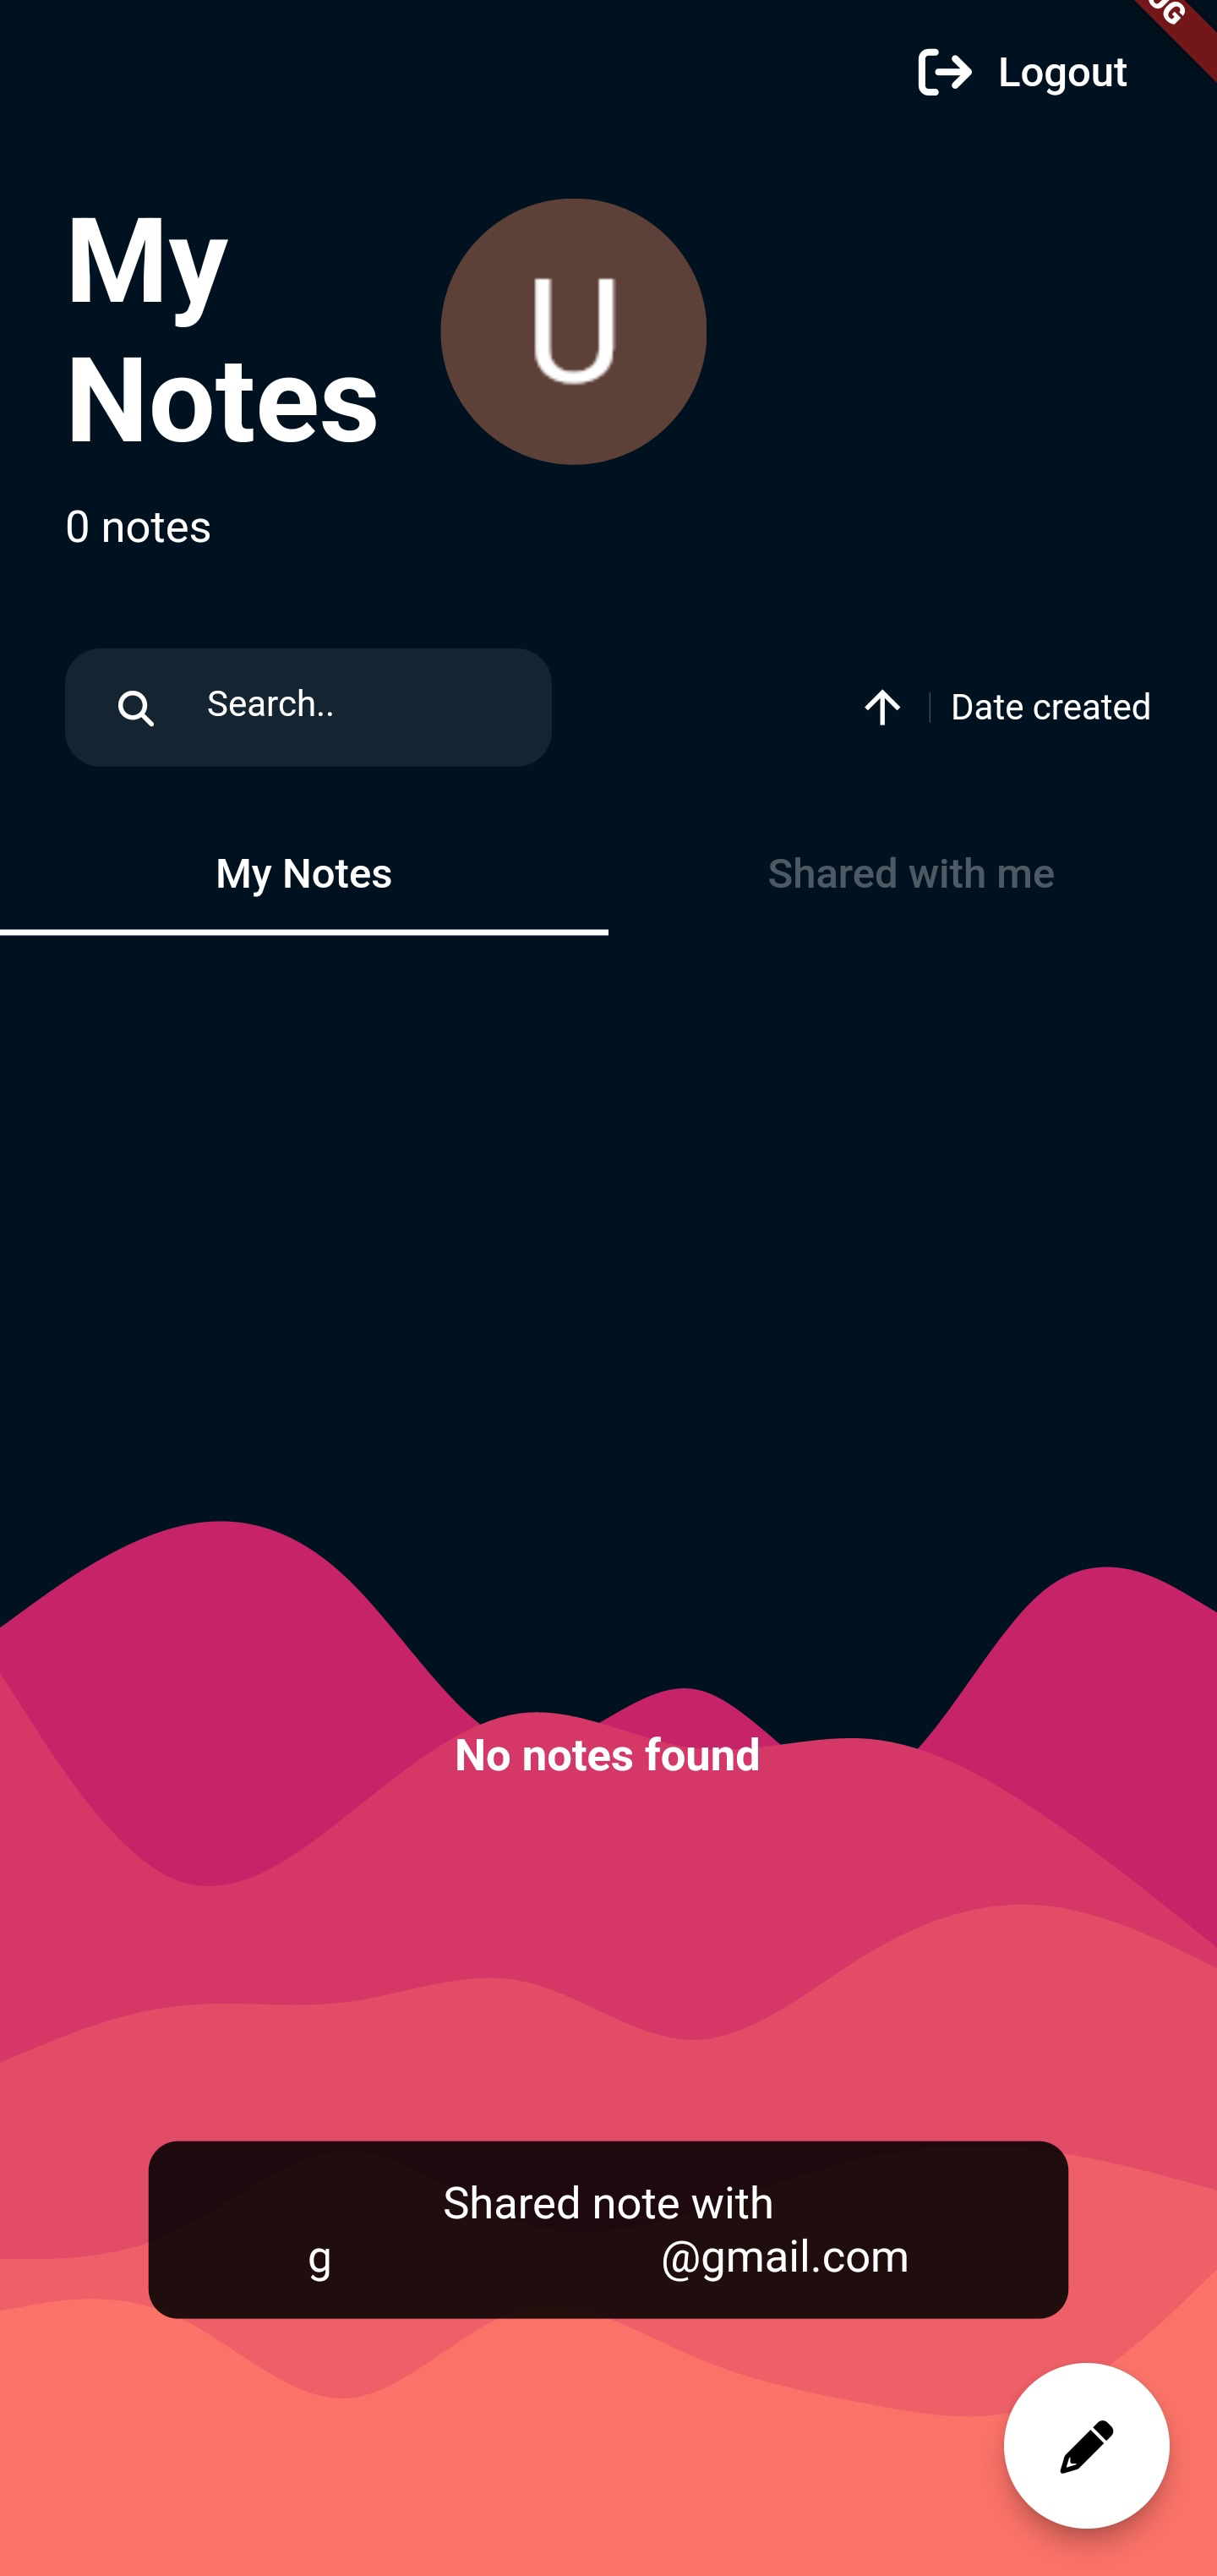 Logout
My
Notes
U
0 notes
Search..
Date created
My Notes
Shared with me
No notes found
Shared note with
g @gmail.com